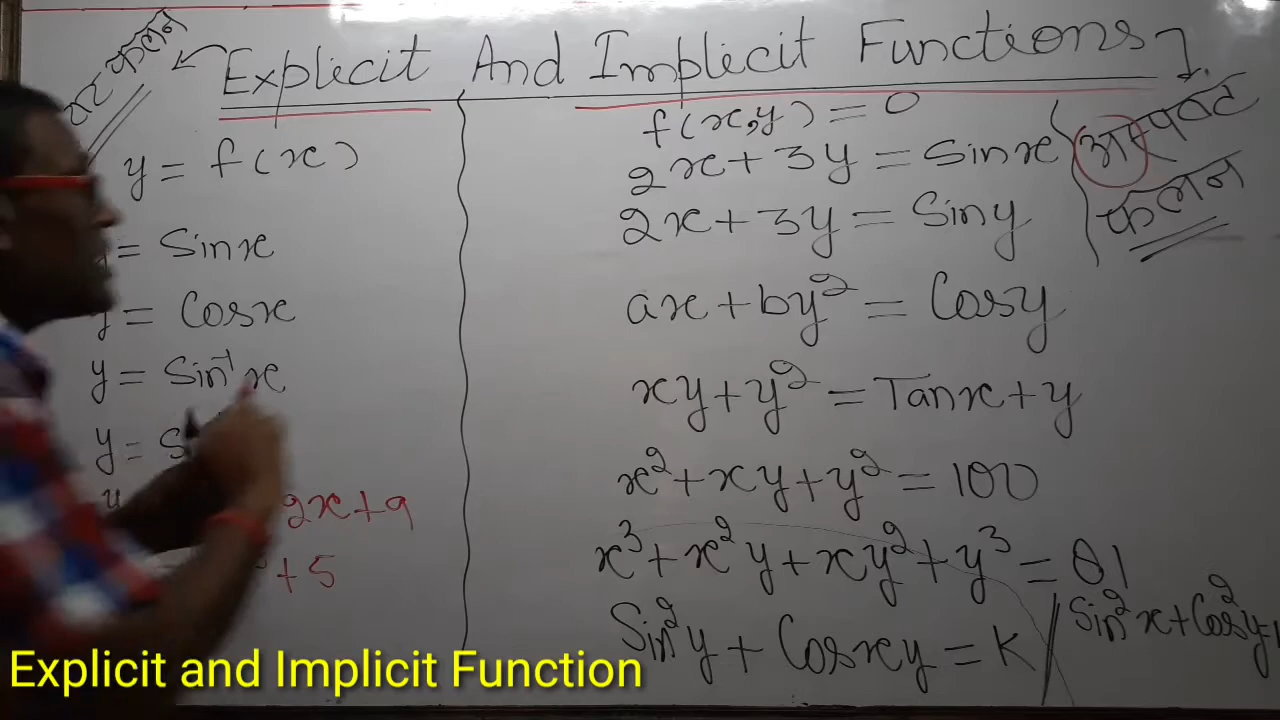 Explicit And Implicit Functions
कलन
y = f(x)
= Sinx
= Cosx
y = Sin⁻¹x
y =
2x+9
+5
f(x,y) = 0
2x+3y = Sinx
2x+3y = Siny
ax+by² = Cosy
xy+y² = Tanx+y
x²+xy+y² = 100
x³+x²y+xy²+y³ = 81
Sin²y + Cosxy = K
Sin²x+Cos²y=1
अस्पष्ट
फलन
Explicit and Implicit Function